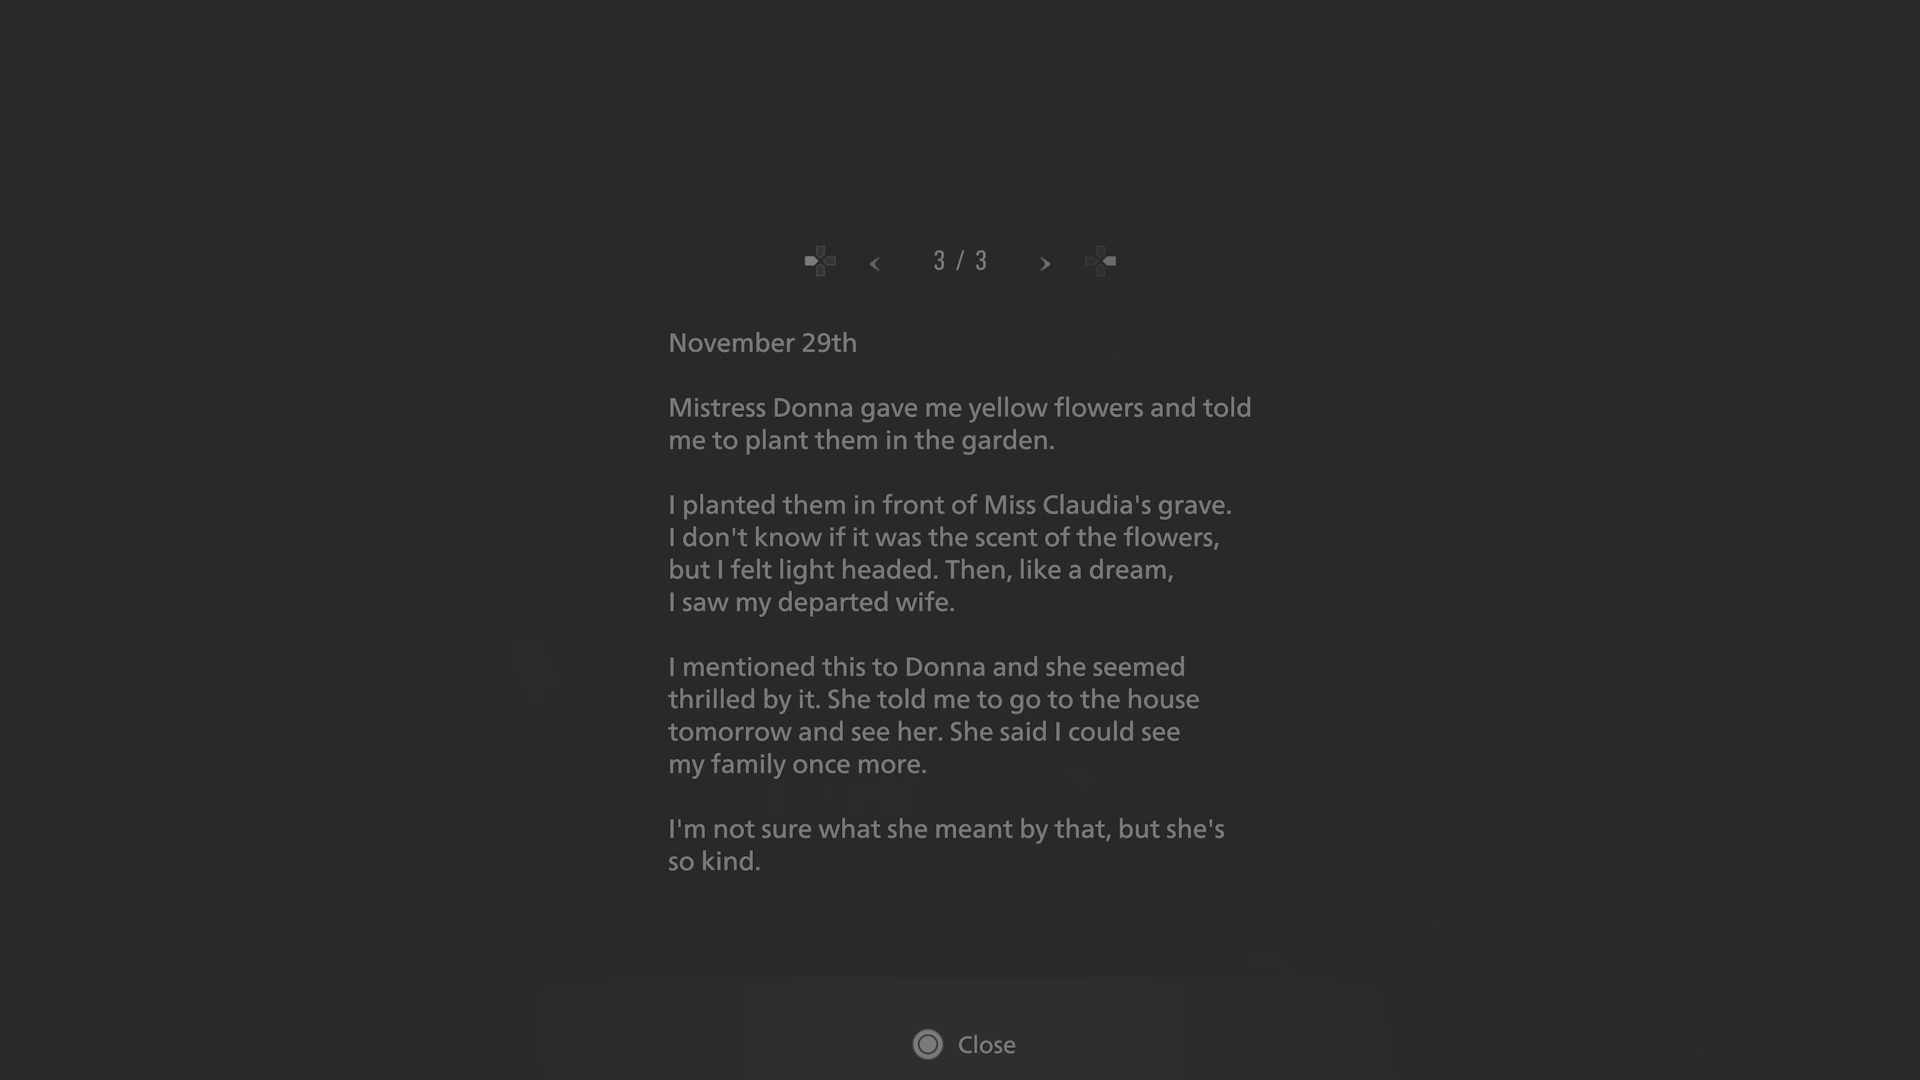 < 3 / 3 >
November 29th
Mistress Donna gave me yellow flowers and told
me to plant them in the garden.
I planted them in front of Miss Claudia's grave.
I don't know if it was the scent of the flowers,
but I felt light headed. Then, like a dream,
I saw my departed wife.
I mentioned this to Donna and she seemed
thrilled by it. She told me to go to the house
tomorrow and see her. She said I could see
my family once more.
I'm not sure what she meant by that, but she's
so kind.
Close